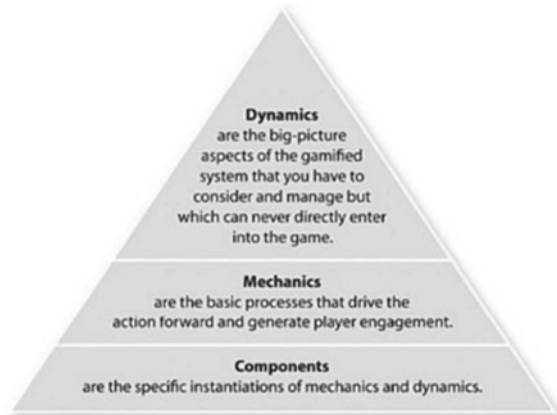 Dynamics
are the big-picture
aspects of the gamified
system that you have to
consider and manage but
which can never directly enter
into the game.
Mechanics
are the basic processes that drive the
action forward and generate player engagement.
Components
are the specific instantiations of mechanics and dynamics.